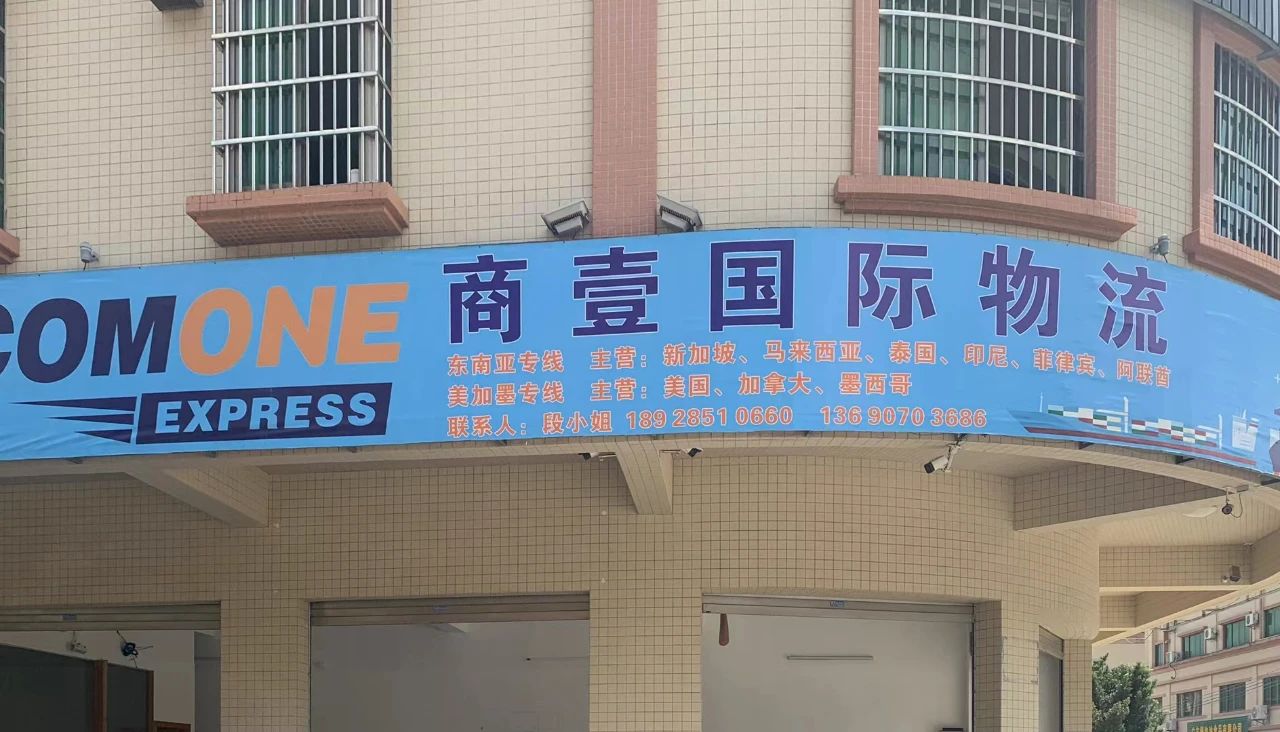 COMONE
EXPRESS
商壹国际物流
东南亚专线 主营：新加坡、马来西亚、泰国、印尼、菲律宾、阿联酋
美加墨专线 主营：美国、加拿大、墨西哥
联系人：段小姐 189 2851 0660 136 9070 3686